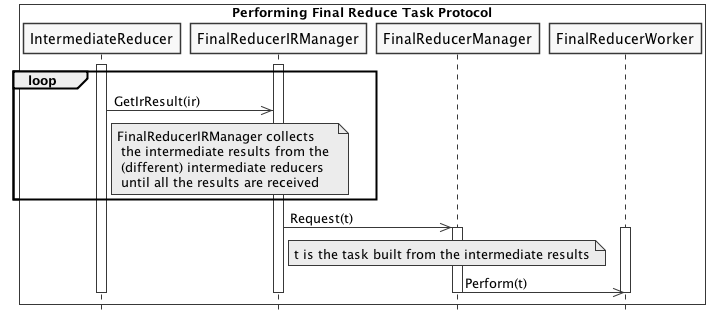 Performing Final Reduce Task Protocol
IntermediateReducer
FinalReducerIRManager
FinalReducerManager
FinalReducerWorker
loop
GetIrResult(ir)
FinalReducerIRManager collects
the intermediate results from the
(different) intermediate reducers
until all the results are received
Request(t)
t is the task built from the intermediate results
Perform(t)